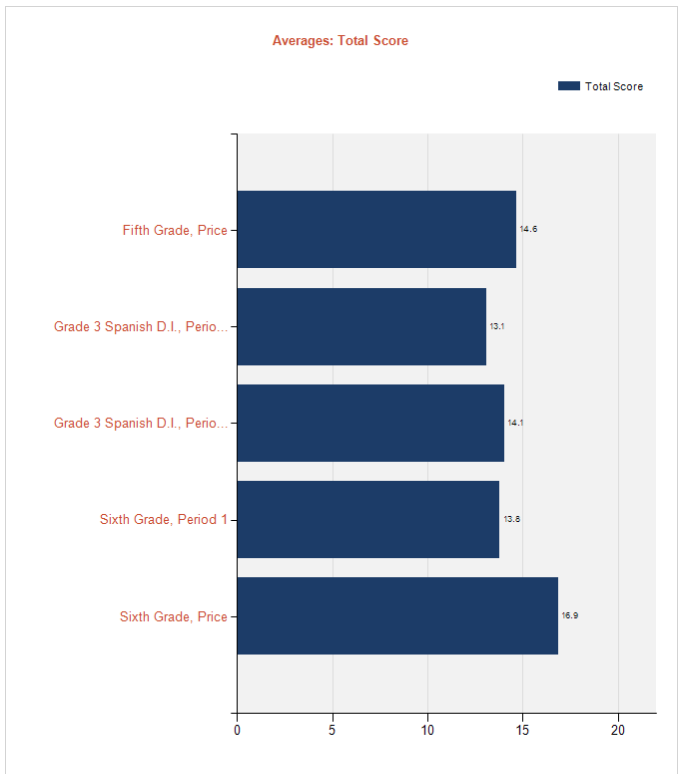 Averages: Total Score
Total Score
Fifth Grade, Price
14.6
Grade 3 Spanish D.I., Perio...
13.1
Grade 3 Spanish D.I., Perio...
14.1
Sixth Grade, Period 1
13.8
Sixth Grade, Price
16.9
0 5 10 15 20